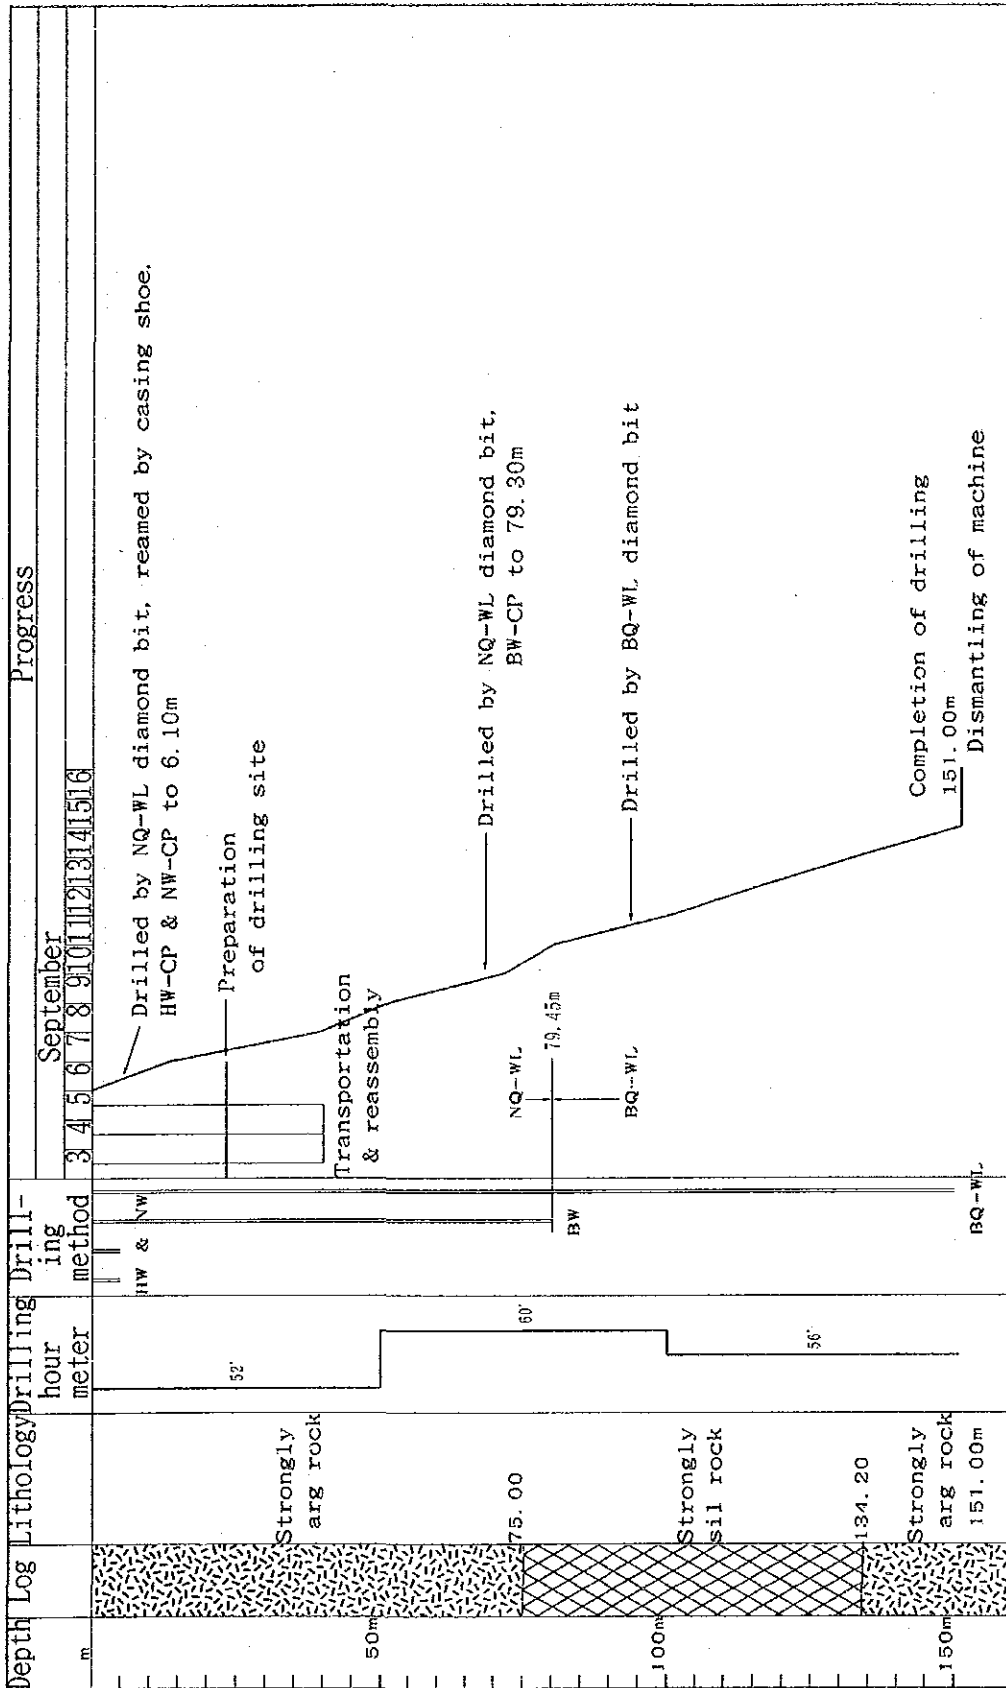 Depth Log Lithology Drilling hour meter Drill-ing method Progress
September
3 4 5 6 7 8 9 10 11 12 13 14 15 16
m
50m
100m
150m
Strongly
arg rock
75.00
Strongly
sil rock
134.20
Strongly
arg rock
151.00m
52'
60'
56'
HW & NW
BW
BQ-WL
Drilled by NQ-WL diamond bit, reamed by casing shoe.
HW-CP & NW-CP to 6.10m
Preparation
of drilling site
Transportation
& reassembly
NQ-WL
79.45m
BQ-WL
Drilled by NQ-WL diamond bit,
BW-CP to 79.30m
Drilled by BQ-WL diamond bit
Completion of drilling
151.00m
Dismantling of machine